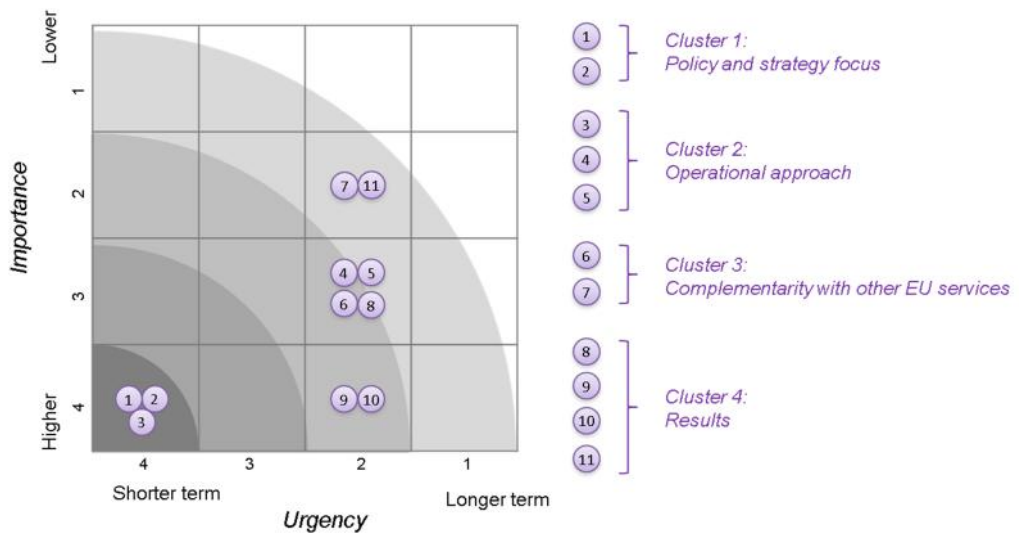 Lower
1
2
3
4
Higher
Importance
7 11
4 5
6 8
1 2
3
9 10
4 3 2 1
Shorter term
Longer term
Urgency
1
2
Cluster 1:
Policy and strategy focus
3
4
5
Cluster 2:
Operational approach
6
7
Cluster 3:
Complementarity with other EU services
8
9
10
11
Cluster 4:
Results